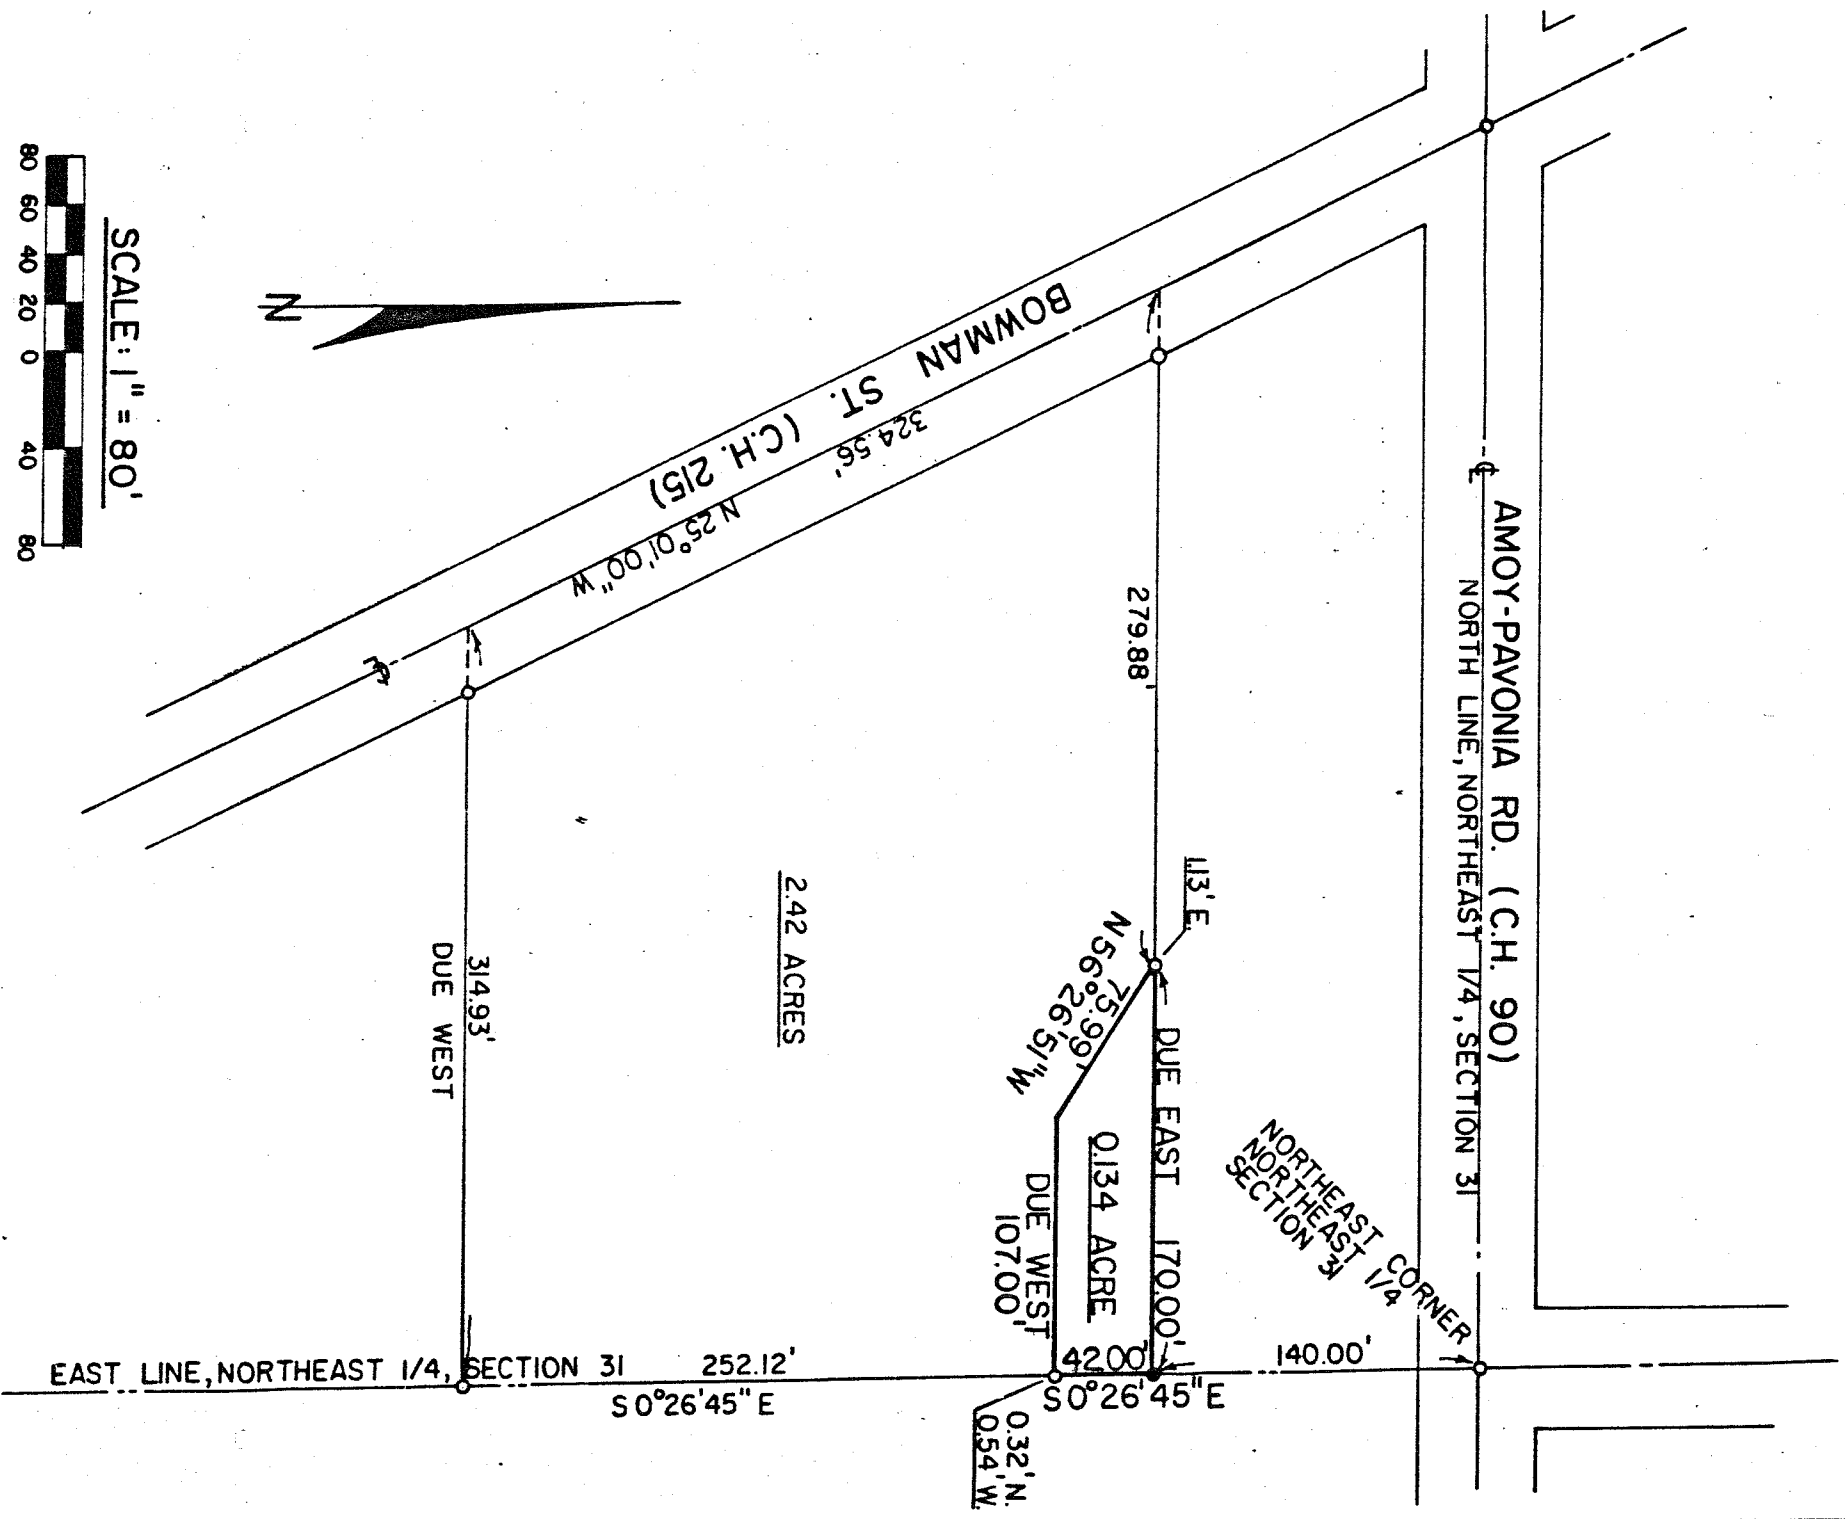 AMOY-PAVONIA RD. (C.H. 90)
NORTH LINE, NORTHEAST 1/4, SECTION 31
NORTHEAST CORNER
NORTHEAST 1/4
SECTION 31
140.00'
DUE EAST 170.00'
1.13' E.
279.88'
N 56°26'51" W
75.99'
0.134 ACRE
42.00'
S 0°26'45" E
DUE WEST
107.00'
0.32' N.
0.54' W.
2.42 ACRES
BOWMAN ST. (C.H. 215)
324.56'
N 25°01'00" W
314.93'
DUE WEST
EAST LINE, NORTHEAST 1/4, SECTION 31 252.12'
S 0°26'45" E
N
SCALE: 1" = 80'
80 60 40 20 0 40 80